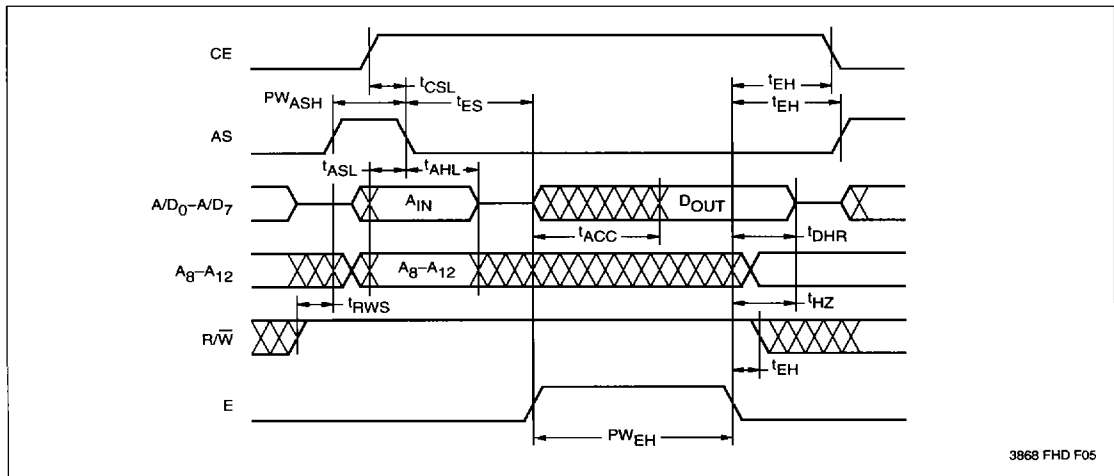 CE
tEH
tCSL
PWASH
tES
tEH
AS
tASL
tAHL
A/D0–A/D7
AIN
DOUT
tACC
tDHR
A8–A12
A8–A12
tRWS
tHZ
R/W̅
tEH
E
PWEH
3868 FHD F05